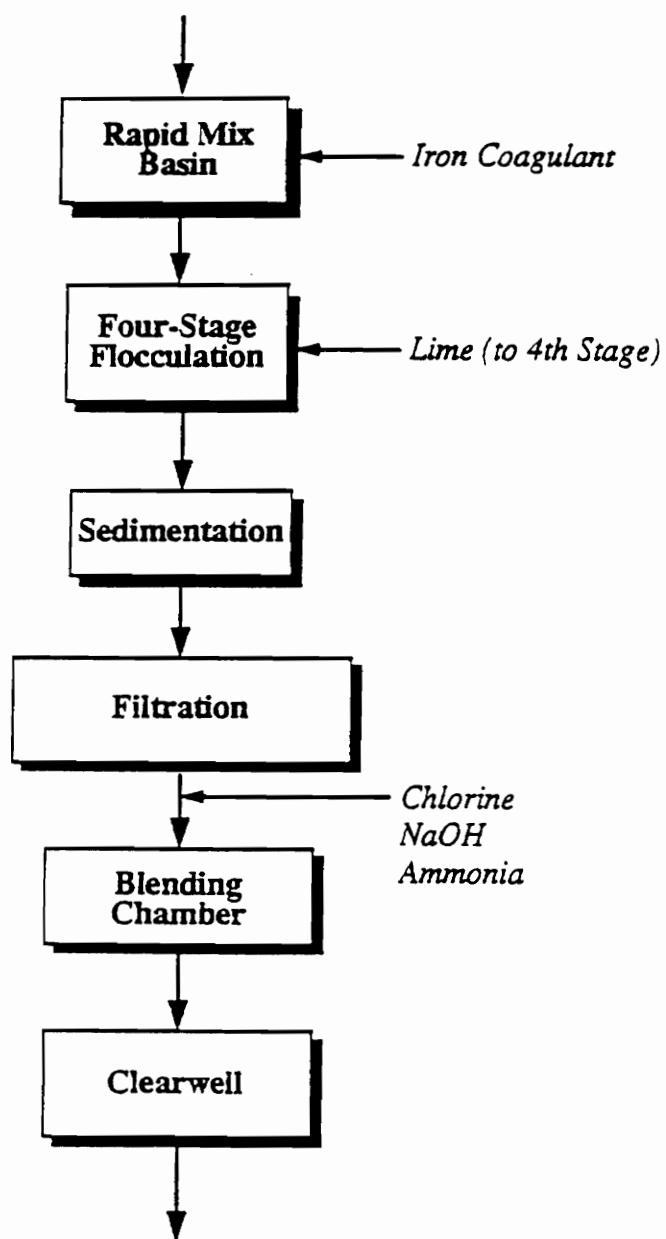 Rapid Mix
Basin
Iron Coagulant
Four-Stage
Flocculation
Lime (to 4th Stage)
Sedimentation
Filtration
Chlorine
NaOH
Ammonia
Blending
Chamber
Clearwell